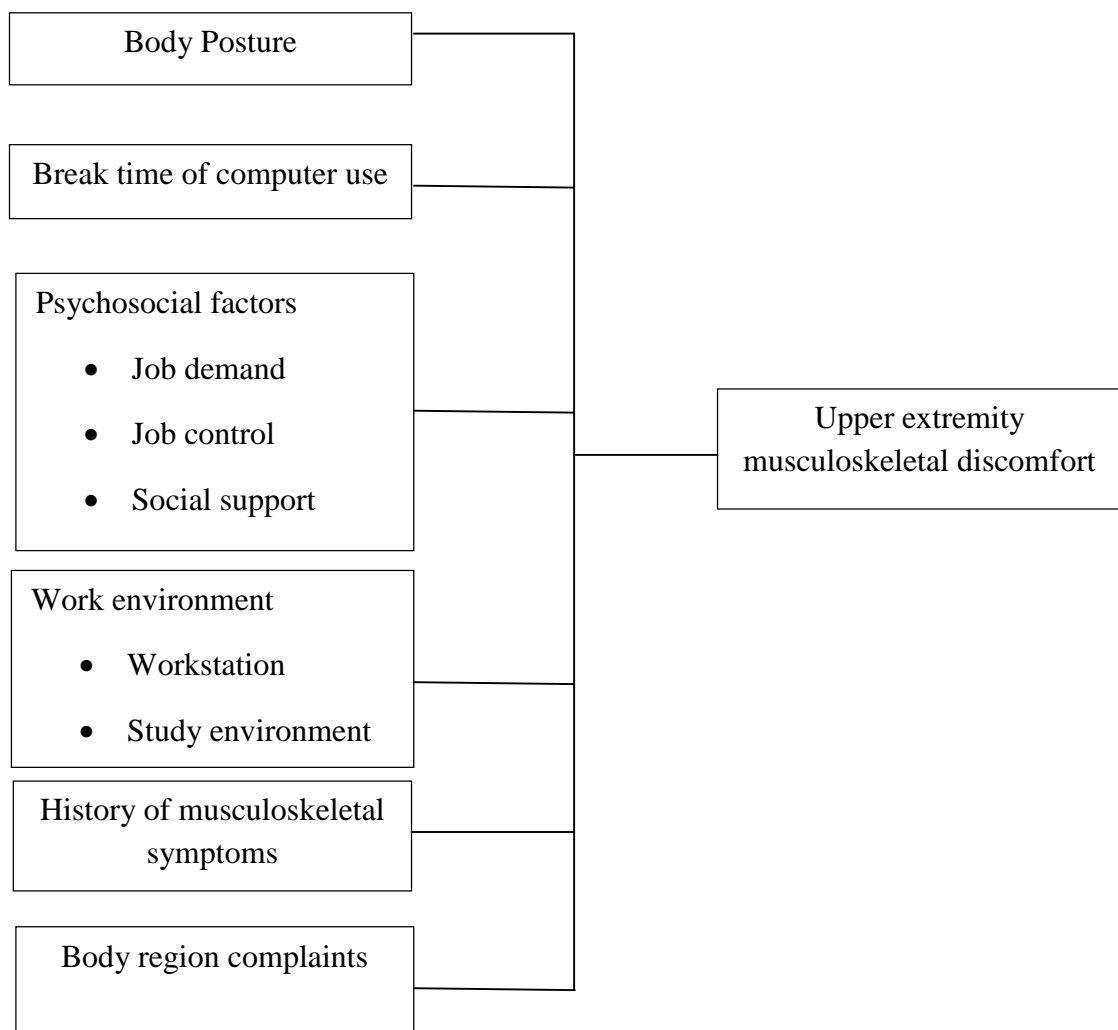 Body Posture
Break time of computer use
Psychosocial factors
• Job demand
• Job control
• Social support
Work environment
• Workstation
• Study environment
History of musculoskeletal
symptoms
Body region complaints
Upper extremity
musculoskeletal discomfort